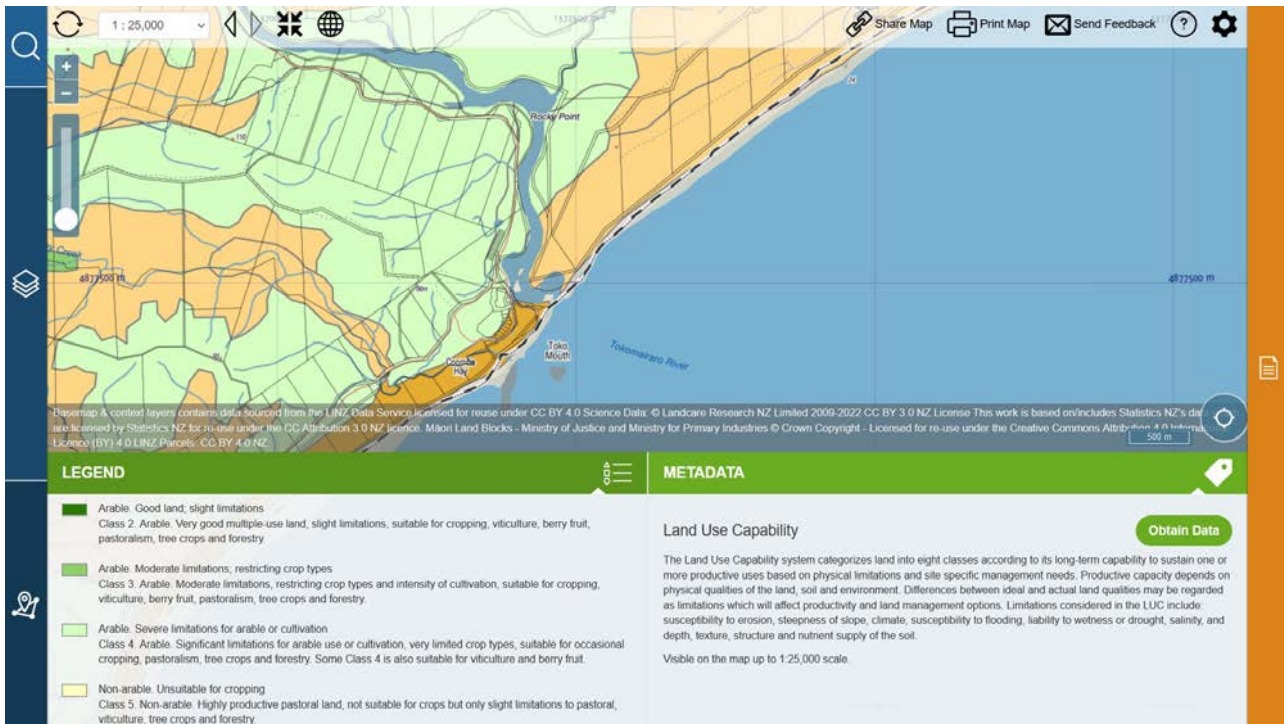 1 : 25,000
Share Map
Print Map
Send Feedback
?
+
−
Rocky Point
110
4877500 m
4877500 m
Coombe
Hay
Toko
Mouth
Tokomairaro River
Basemap & context layers contains data sourced from the LINZ Data Service licensed for reuse under CC BY 4.0 Science Data: © Landcare Research NZ Limited 2009-2022 CC BY 3.0 NZ License This work is based on/includes Statistics NZ's
are licensed by Statistics NZ for re-use under the CC Attribution 3.0 NZ licence. Māori Land Blocks - Ministry of Justice and Ministry for Primary Industries © Crown Copyright - Licensed for re-use under the Creative Commons Attribution 4.0
Licence (BY) 4.0 LINZ Parcels: CC BY 4.0 NZ.
500 m
LEGEND
Arable. Good land; slight limitations
Class 2. Arable. Very good multiple-use land, slight limitations, suitable for cropping, viticulture, berry fruit,
pastoralism, tree crops and forestry.
Arable. Moderate limitations; restricting crop types
Class 3. Arable. Moderate limitations, restricting crop types and intensity of cultivation, suitable for cropping,
viticulture, berry fruit, pastoralism, tree crops and forestry.
Arable. Severe limitations for arable or cultivation
Class 4. Arable. Significant limitations for arable use or cultivation, very limited crop types, suitable for occasional
cropping, pastoralism, tree crops and forestry. Some Class 4 is also suitable for viticulture and berry fruit.
Non-arable. Unsuitable for cropping
Class 5. Non-arable. Highly productive pastoral land, not suitable for crops but only slight limitations to pastoral,
viticulture, tree crops and forestry.
METADATA
Land Use Capability
Obtain Data
The Land Use Capability system categorizes land into eight classes according to its long-term capability to sustain one or
more productive uses based on physical limitations and site specific management needs. Productive capacity depends on
physical qualities of the land, soil and environment. Differences between ideal and actual land qualities may be regarded
as limitations which will affect productivity and land management options. Limitations considered in the LUC include:
susceptibility to erosion, steepness of slope, climate, susceptibility to flooding, liability to wetness or drought, salinity, and
depth, texture, structure and nutrient supply of the soil.
Visible on the map up to 1:25,000 scale.